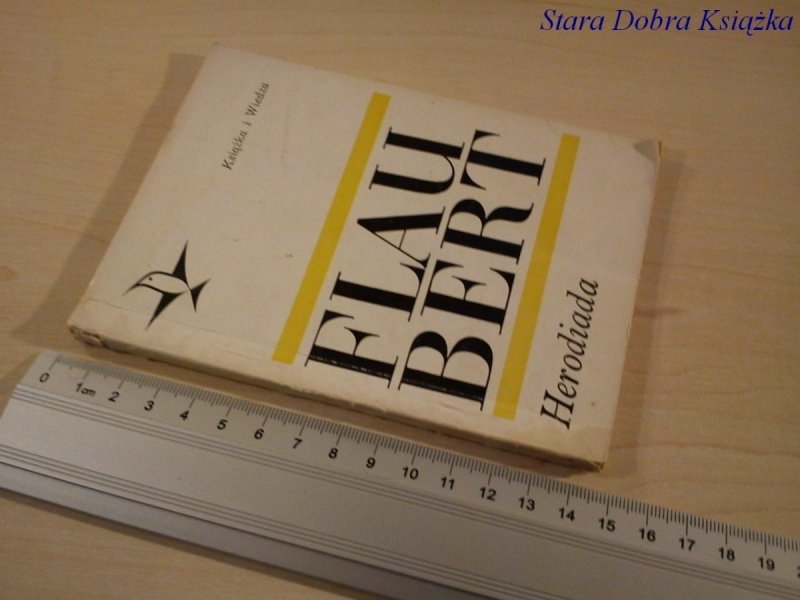 Stara Dobra Książka
Książka i Wiedza
FLAU
BERT
Herodiada
0 1cm 2 3 4 5 6 7 8 9 10 11 12 13 14 15 16 17 18 19